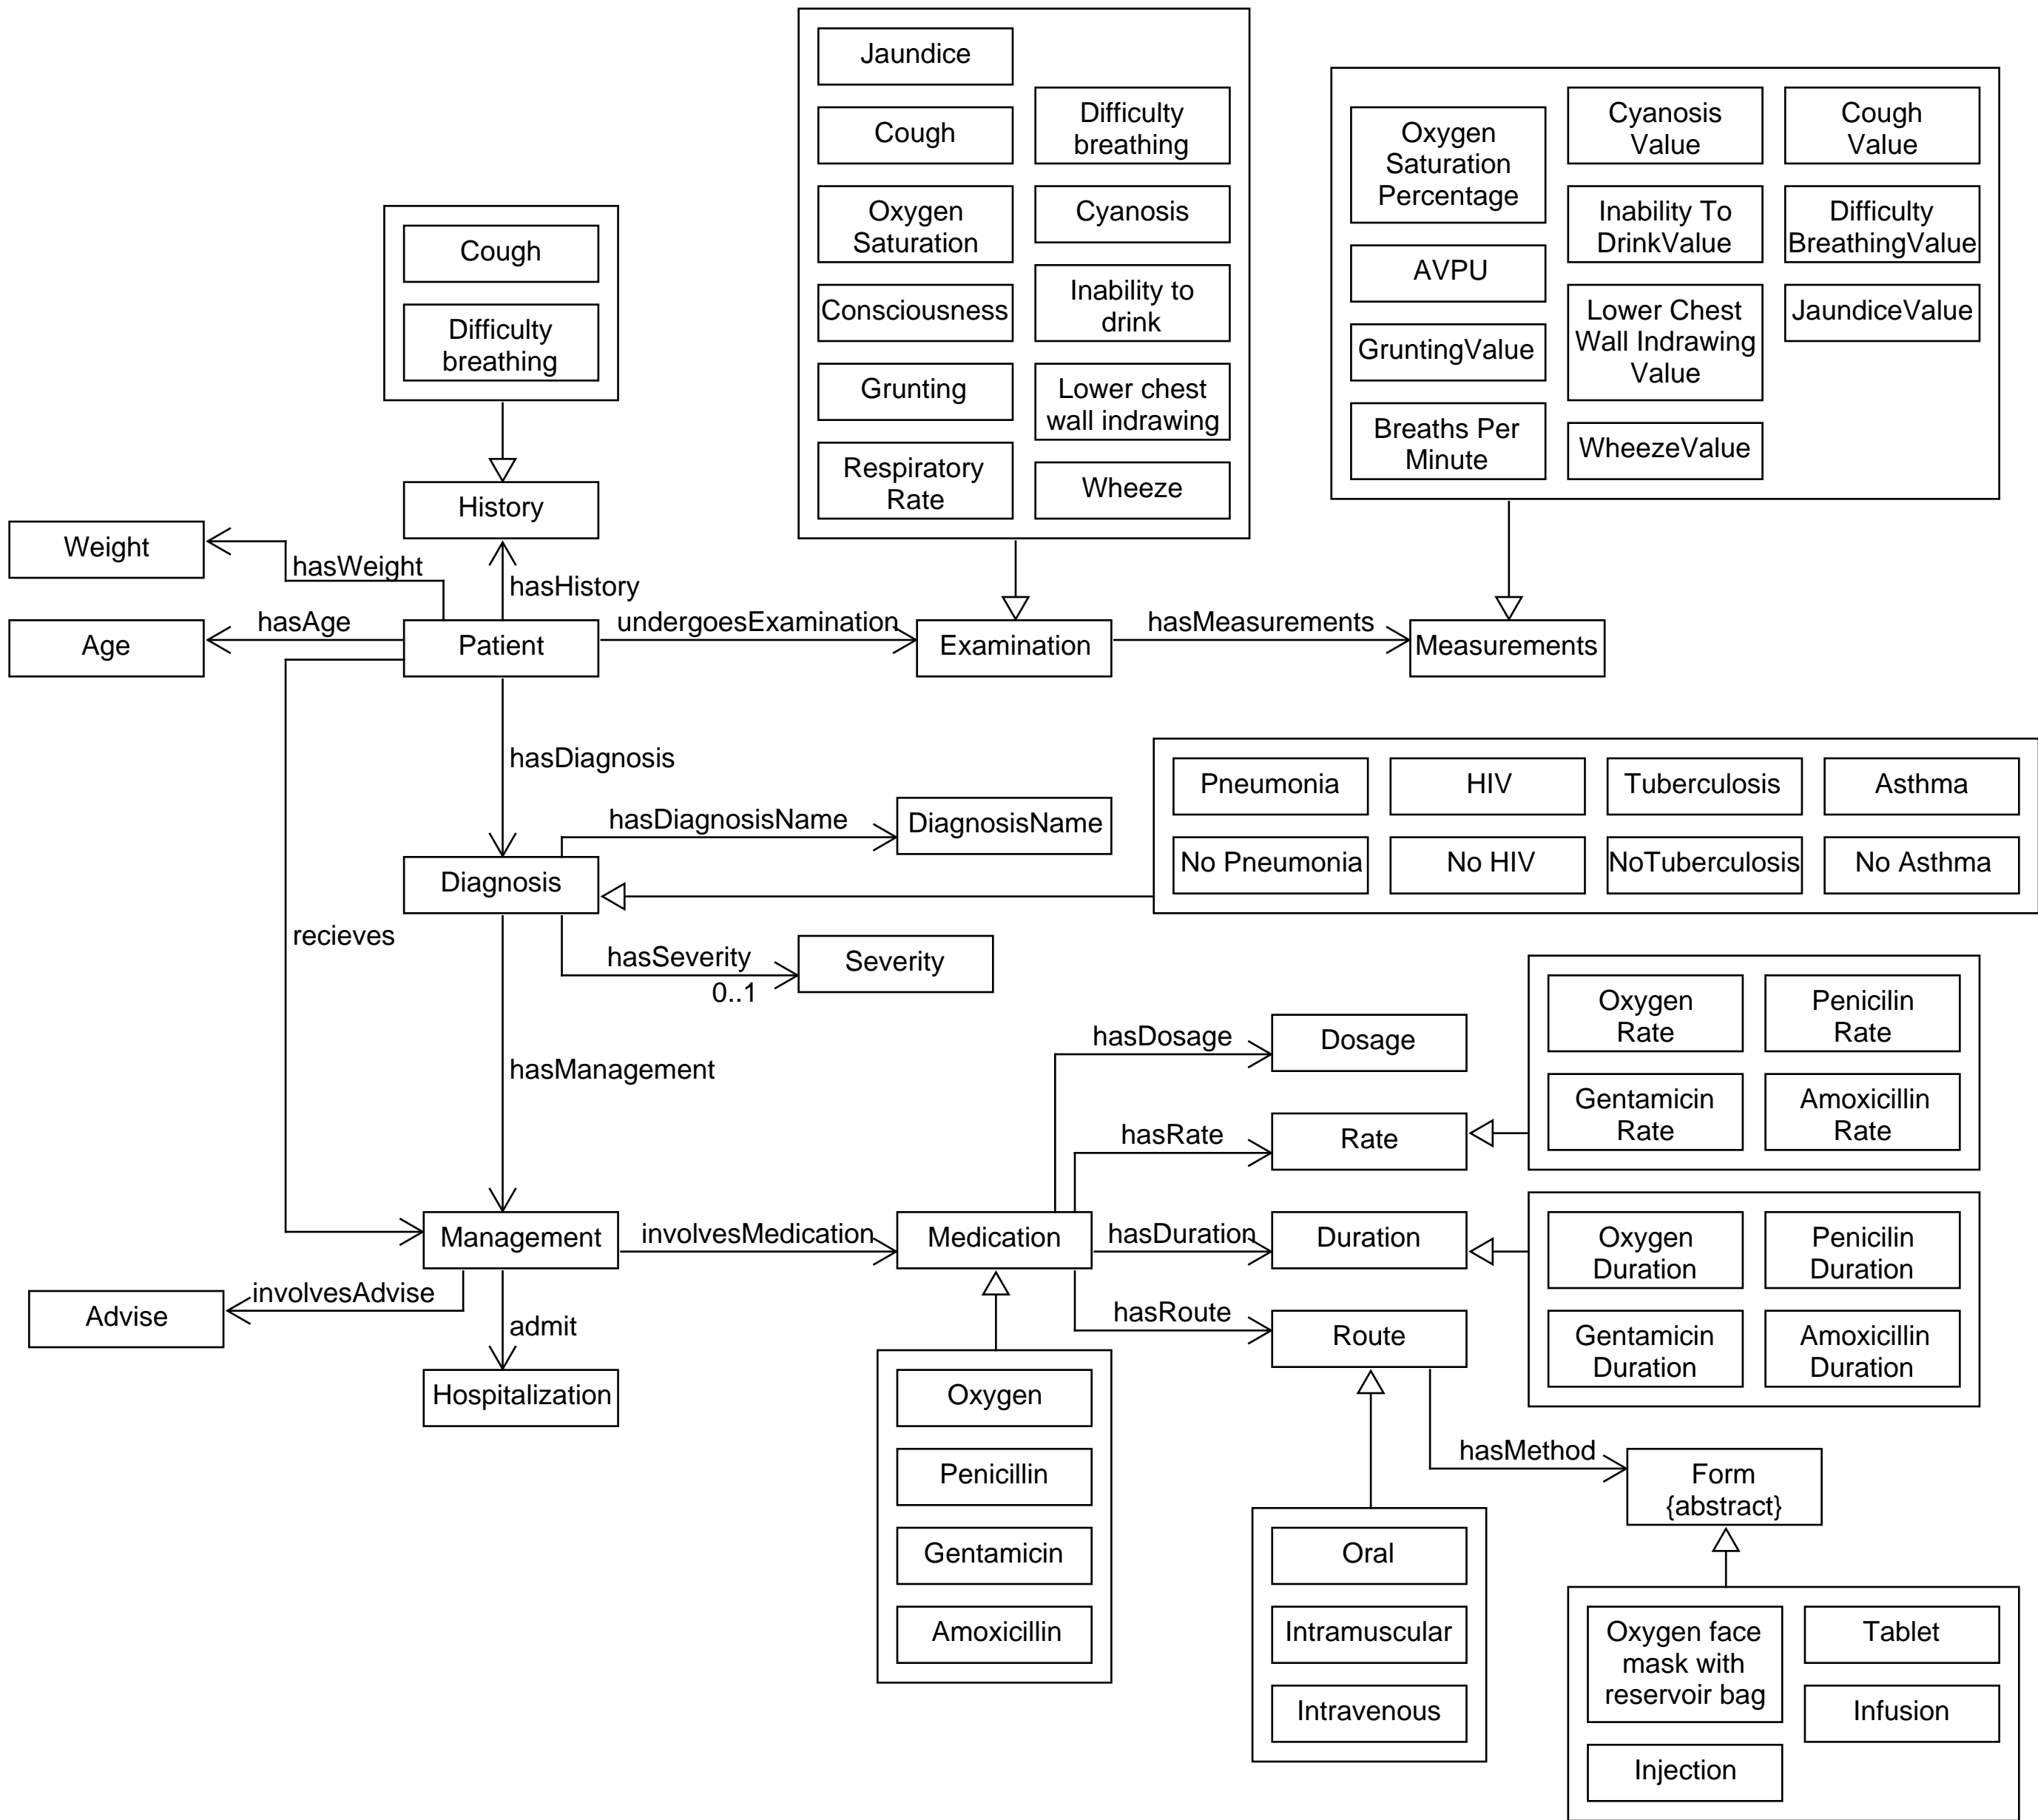 Jaundice
Cough
Oxygen
Saturation
Consciousness
Grunting
Respiratory
Rate
Difficulty
breathing
Cyanosis
Inability to
drink
Lower chest
wall indrawing
Wheeze
Oxygen
Saturation
Percentage
AVPU
GruntingValue
Breaths Per
Minute
Cyanosis
Value
Inability To
DrinkValue
Lower Chest
Wall Indrawing
Value
WheezeValue
Cough
Value
Difficulty
BreathingValue
JaundiceValue
Cough
Difficulty
breathing
History
Weight
hasWeight
hasHistory
Age
hasAge
Patient
undergoesExamination
Examination
hasMeasurements
Measurements
hasDiagnosis
Pneumonia
HIV
Tuberculosis
Asthma
No Pneumonia
No HIV
NoTuberculosis
No Asthma
hasDiagnosisName
DiagnosisName
Diagnosis
recieves
hasSeverity
0..1
Severity
hasManagement
hasDosage
Dosage
Oxygen
Rate
Penicilin
Rate
Gentamicin
Rate
Amoxicillin
Rate
hasRate
Rate
Management
involvesMedication
Medication
hasDuration
Duration
Oxygen
Duration
Penicilin
Duration
Gentamicin
Duration
Amoxicillin
Duration
Advise
involvesAdvise
admit
Hospitalization
hasRoute
Route
Oxygen
Penicillin
Gentamicin
Amoxicillin
hasMethod
Form
{abstract}
Oral
Intramuscular
Intravenous
Oxygen face
mask with
reservoir bag
Injection
Tablet
Infusion